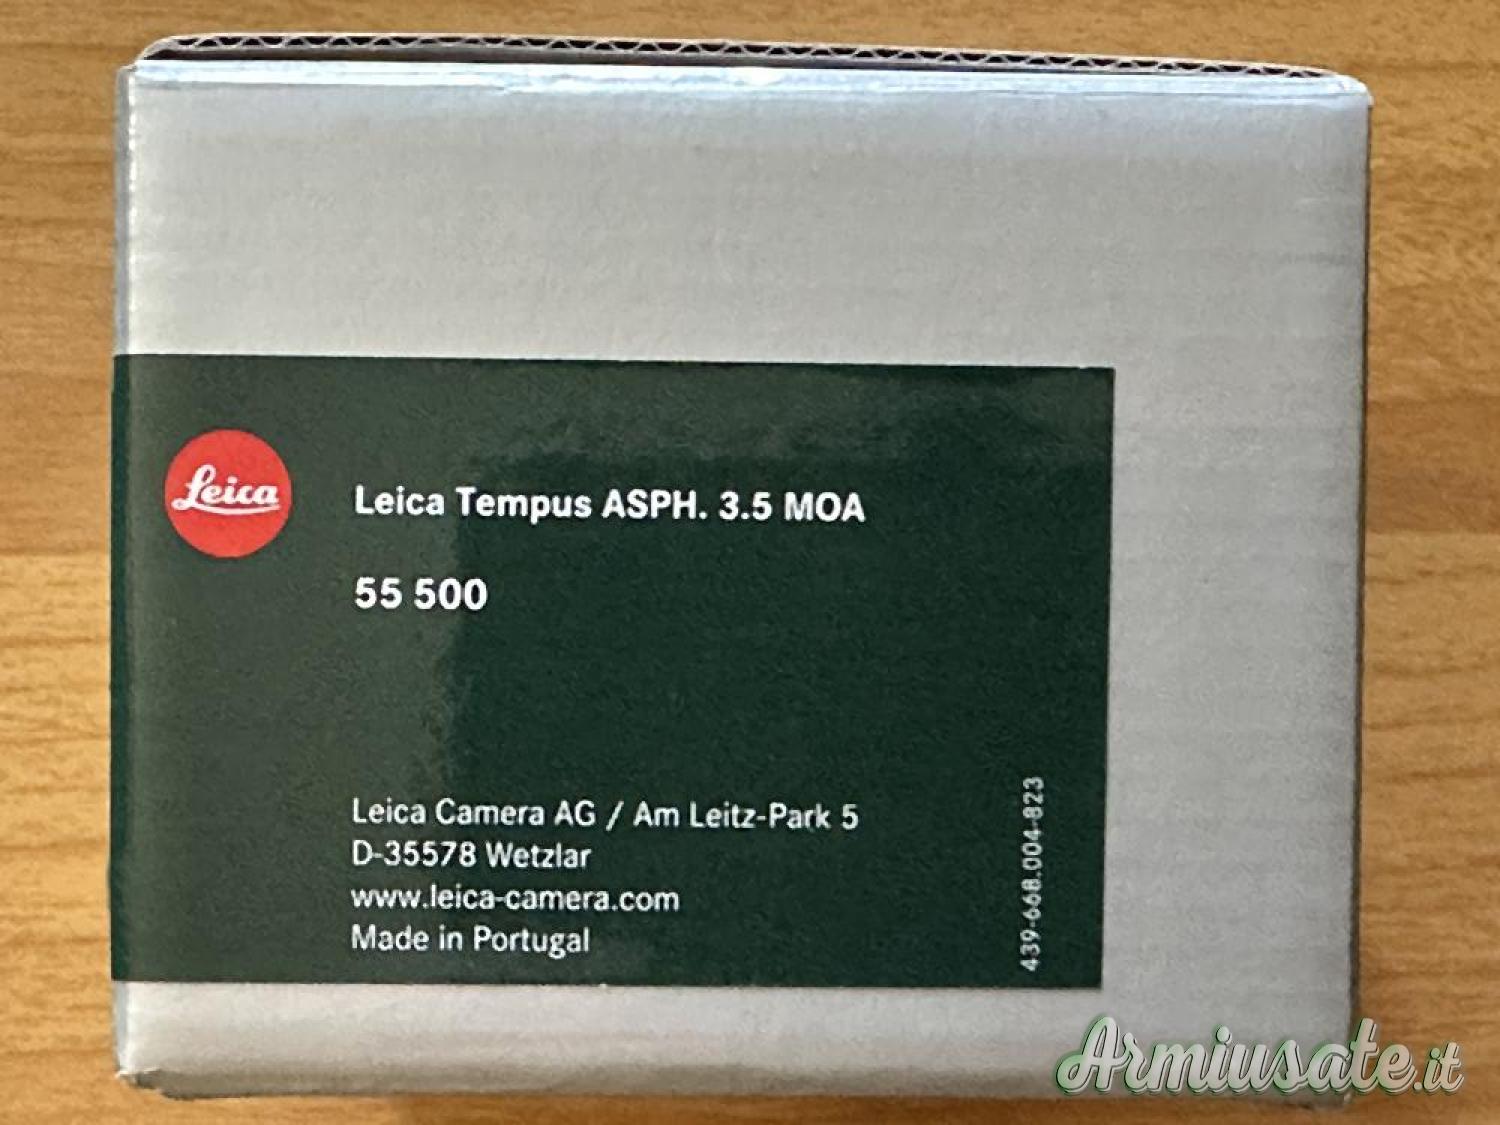 Leica
Leica Tempus ASPH. 3.5 MOA
55 500
Leica Camera AG / Am Leitz-Park 5
D-35578 Wetzlar
www.leica-camera.com
Made in Portugal
439-668.004-823
Armiusate.it